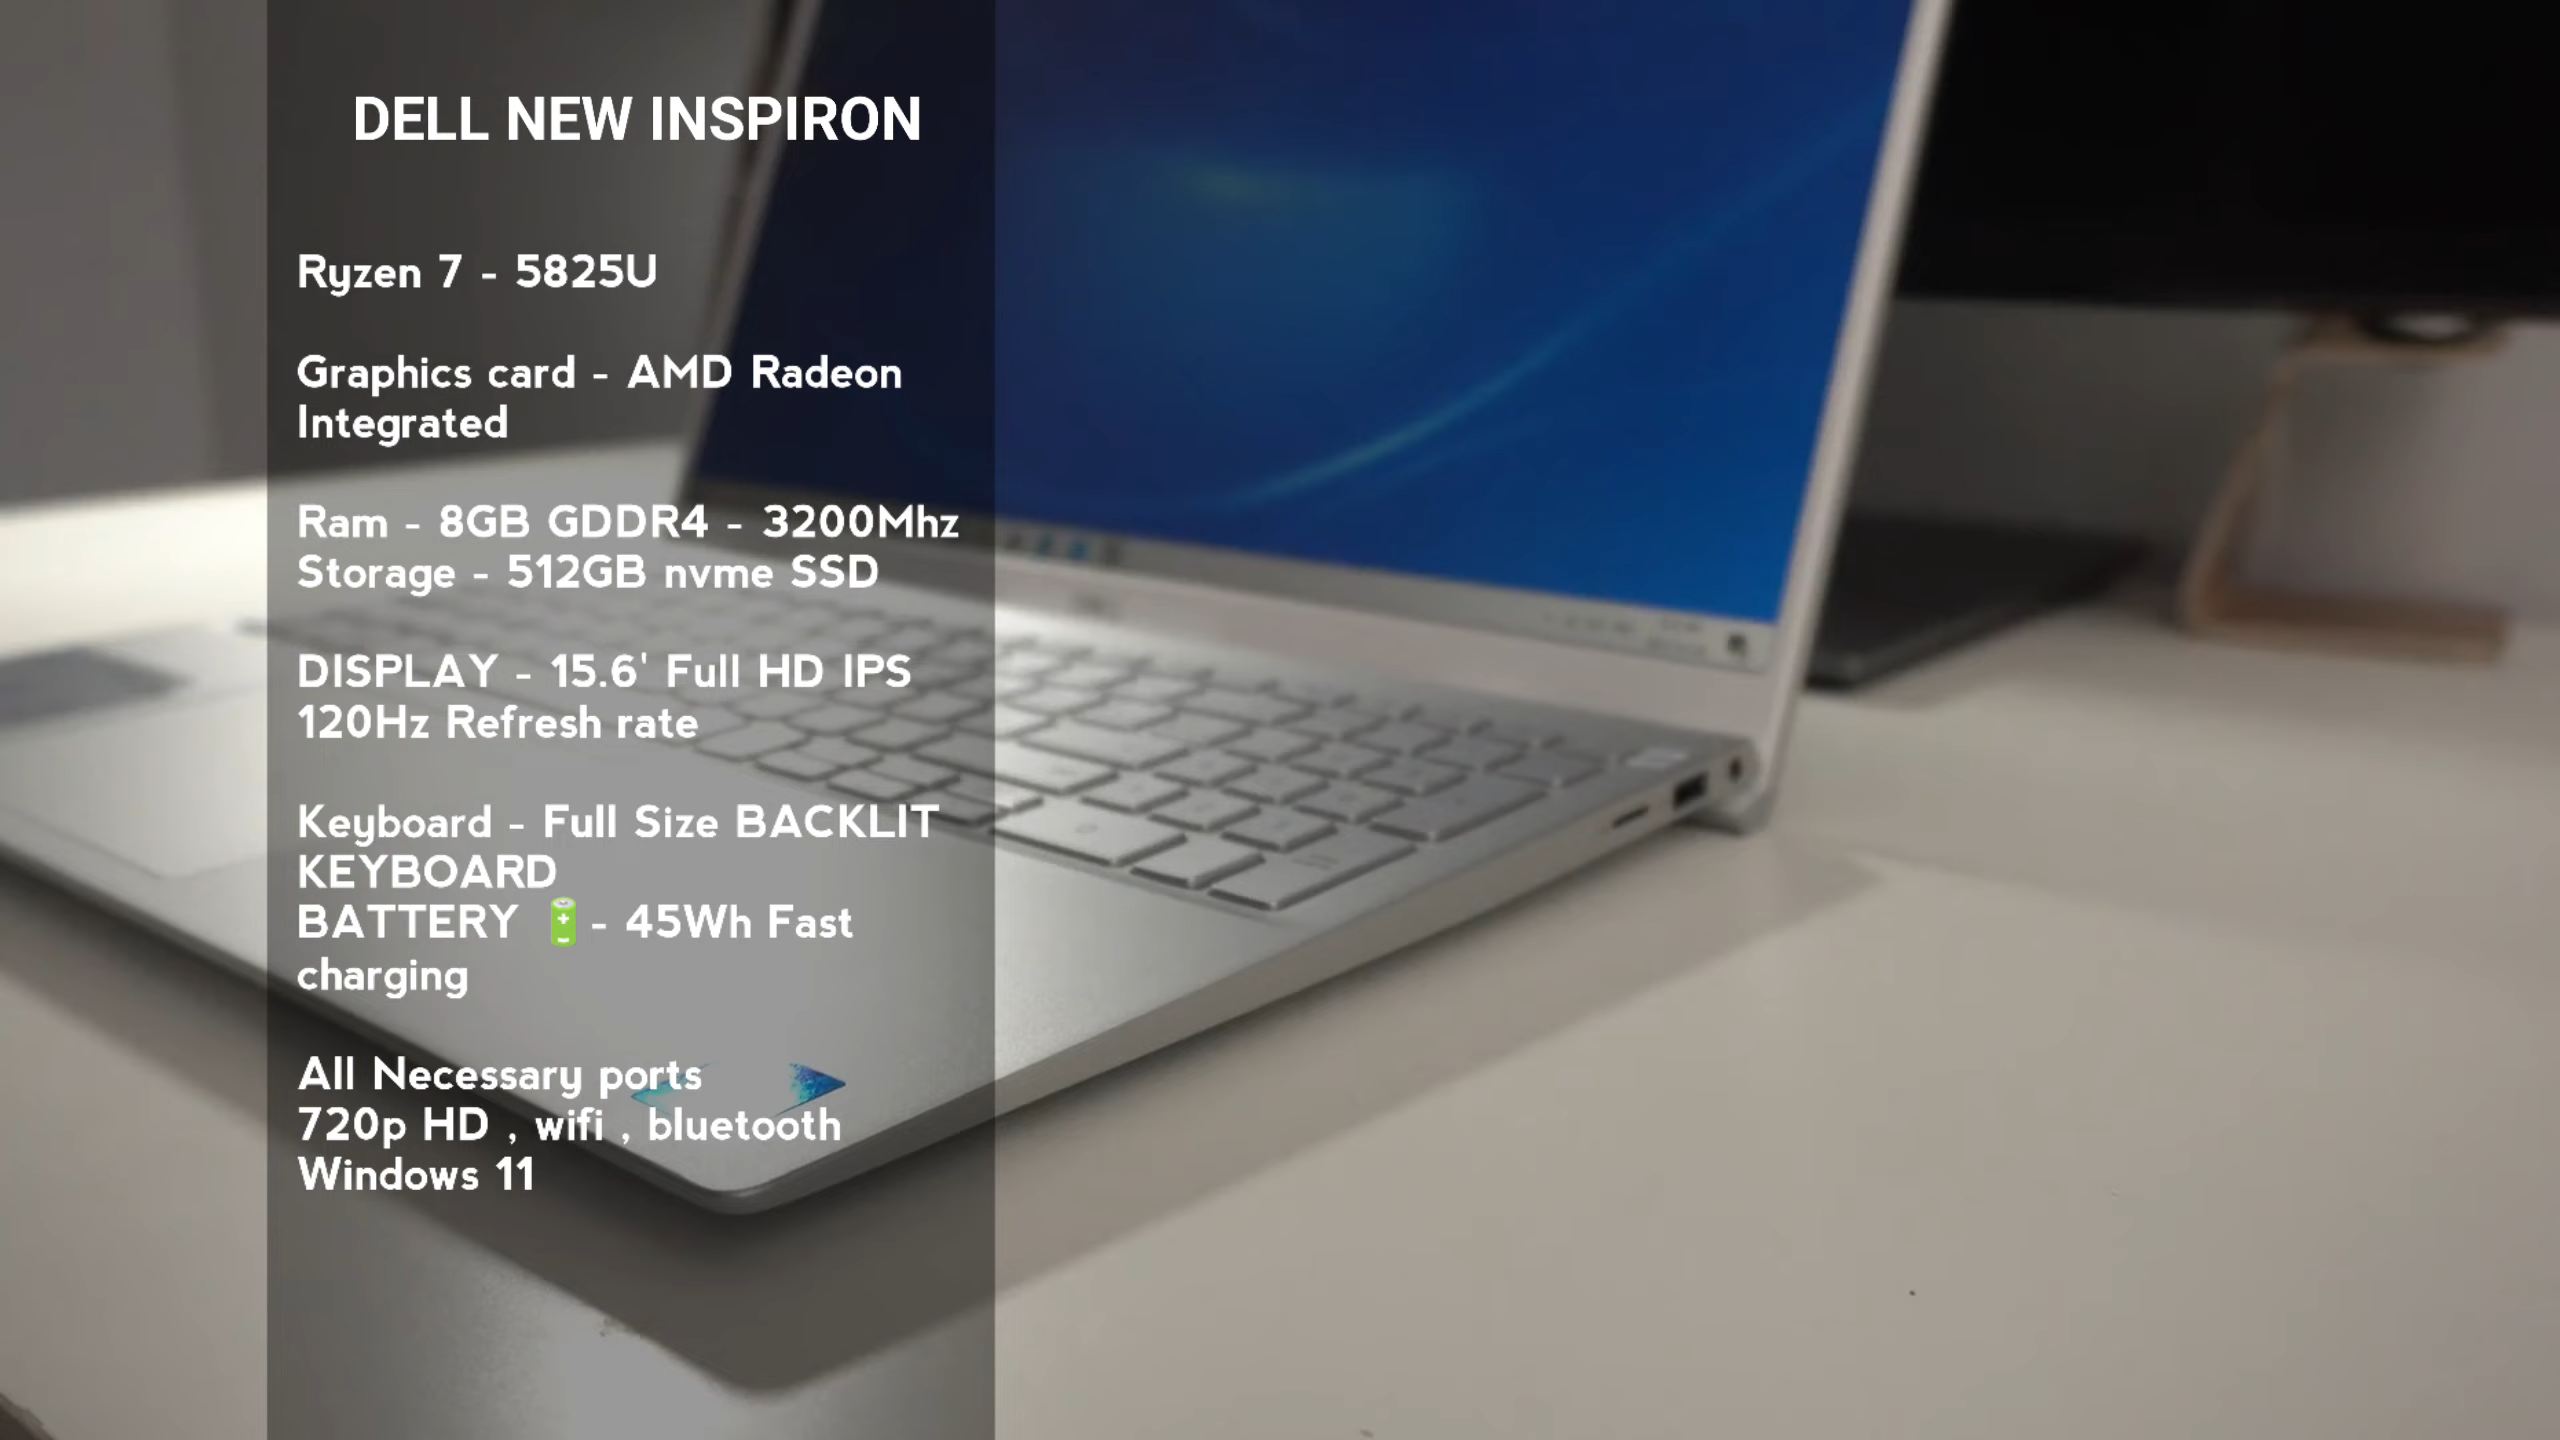 DELL NEW INSPIRON
Ryzen 7 - 5825U
Graphics card - AMD Radeon
Integrated
Ram - 8GB GDDR4 - 3200Mhz
Storage - 512GB nvme SSD
DISPLAY - 15.6' Full HD IPS
120Hz Refresh rate
Keyboard - Full Size BACKLIT
KEYBOARD
BATTERY 🔋- 45Wh Fast
charging
All Necessary ports
720p HD , wifi , bluetooth
Windows 11